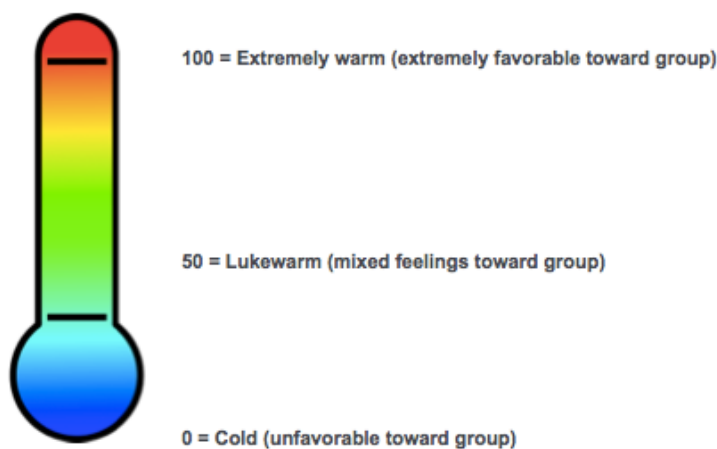 100 = Extremely warm (extremely favorable toward group)
50 = Lukewarm (mixed feelings toward group)
0 = Cold (unfavorable toward group)